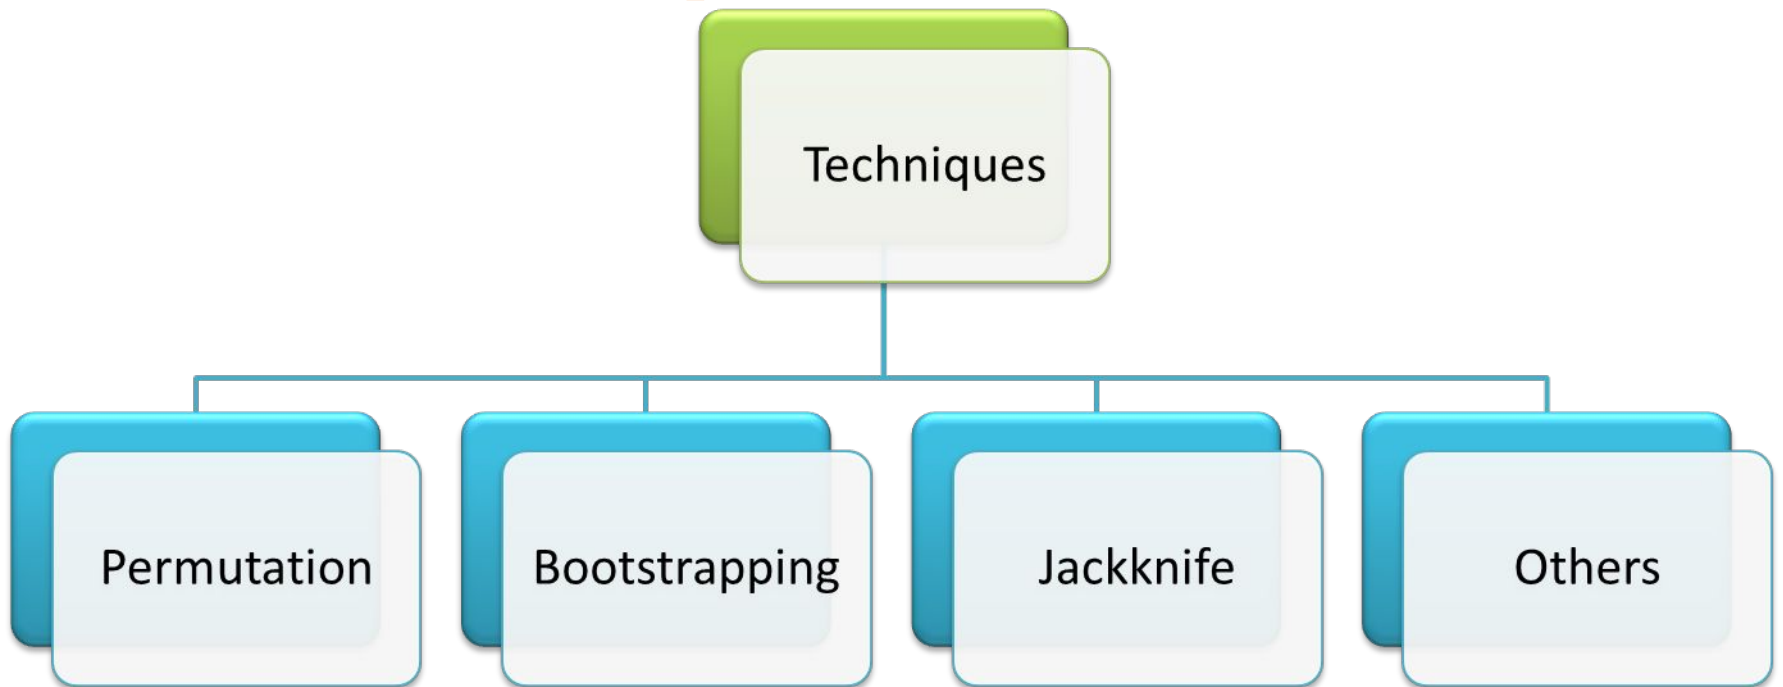 Techniques
Permutation
Bootstrapping
Jackknife
Others